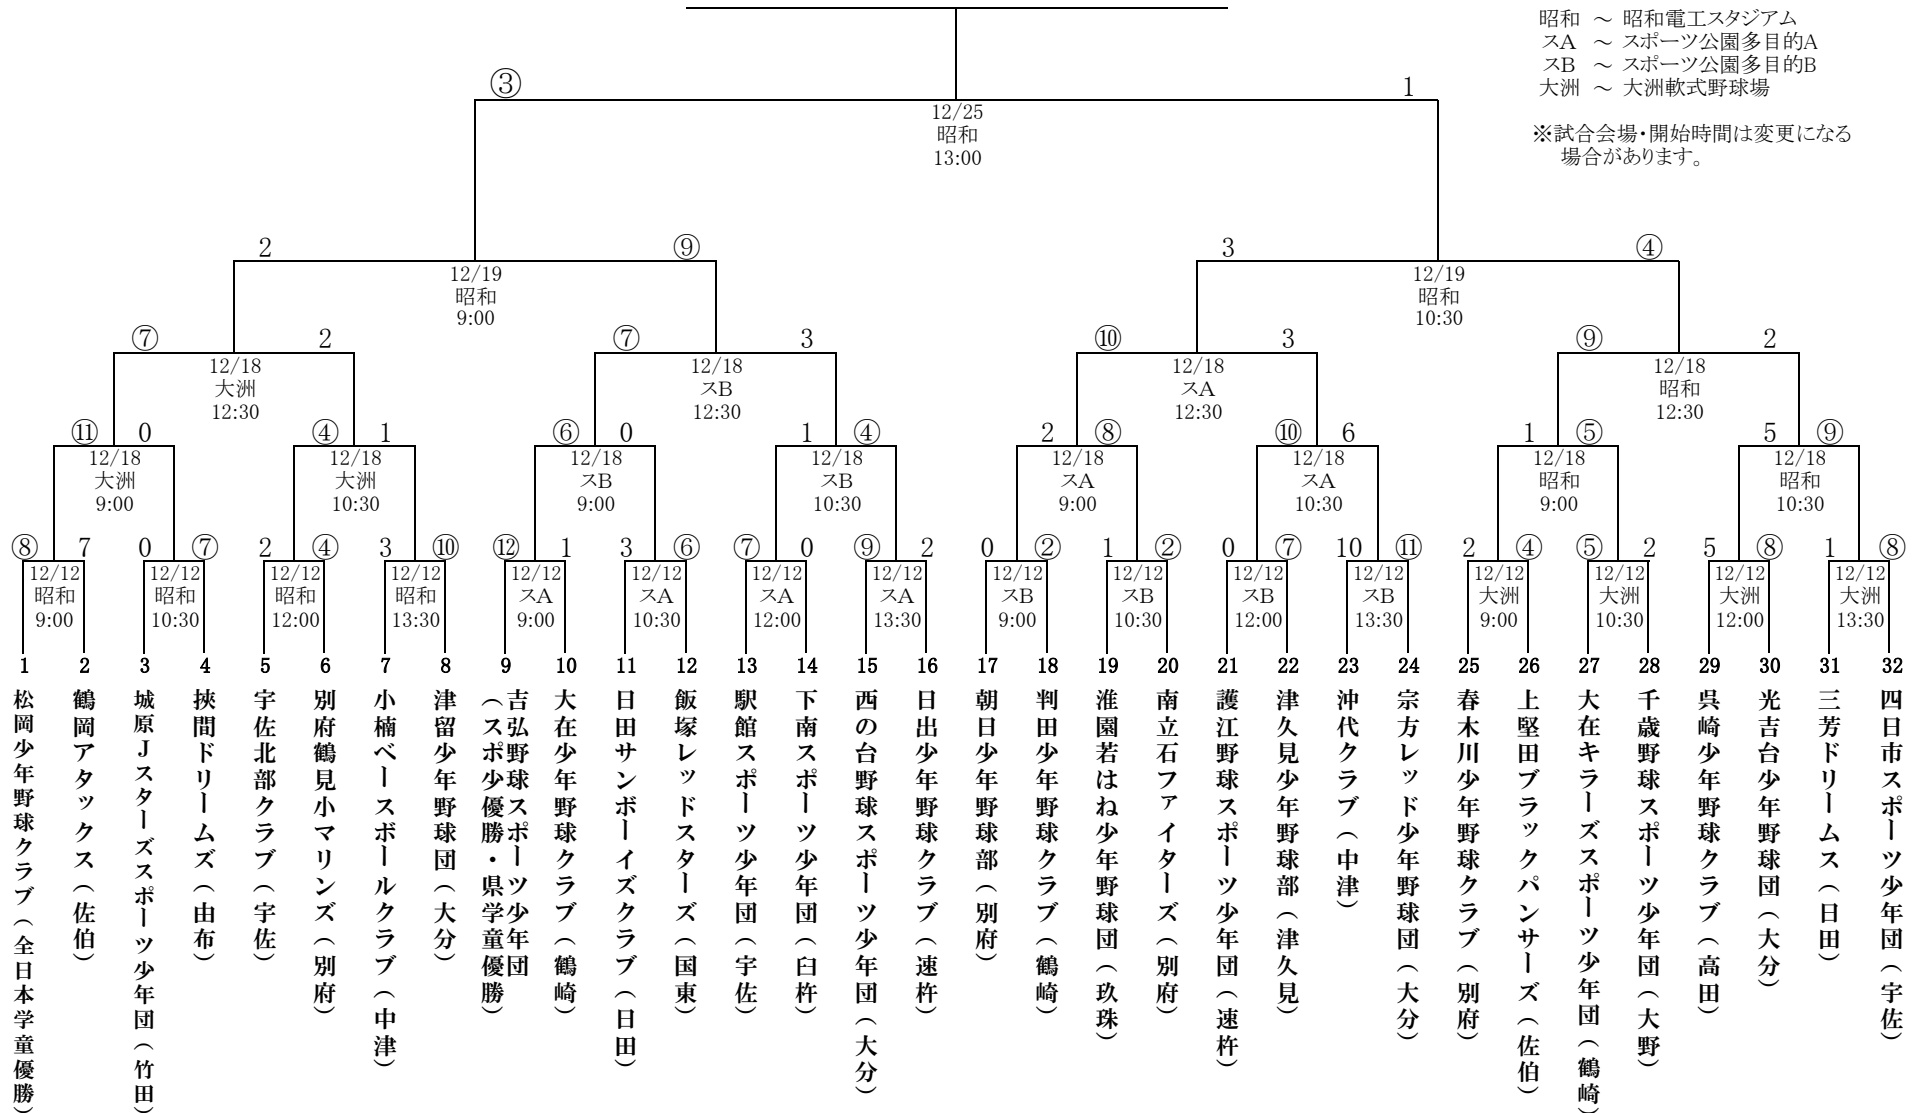 昭和 ～ 昭和電工スタジアム
スA ～ スポーツ公園多目的A
スB ～ スポーツ公園多目的B
大洲 ～ 大洲軟式野球場
※試合会場・開始時間は変更になる
場合があります。
③ 1
12/25
昭和
13:00
2 ⑨ 3 ④
12/19 12/19
昭和 昭和
9:00 10:30
⑦ 2 ⑦ 3 ⑩ 3 ⑨ 2
12/18 12/18 12/18 12/18
大洲 スB スA 昭和
12:30 12:30 12:30 12:30
⑪ 0 ④ 1 ⑥ 0 1 ④ 2 ⑧ ⑩ 6 1 ⑤ 5 ⑨
12/18 12/18 12/18 12/18 12/18 12/18 12/18 12/18
大洲 大洲 スB スB スA スA 昭和 昭和
9:00 10:30 9:00 10:30 9:00 10:30 9:00 10:30
⑧ 7 0 ⑦ 2 ④ 3 ⑩ ⑫ 1 3 ⑥ ⑦ 0 ⑨ 2 0 ② 1 ② 0 ⑦ 10 ⑪ 2 ④ ⑤ 2 5 ⑧ 1 ⑧
12/12 12/12 12/12 12/12 12/12 12/12 12/12 12/12 12/12 12/12 12/12 12/12 12/12 12/12 12/12 12/12
昭和 昭和 昭和 昭和 スA スA スA スA スB スB スB スB 大洲 大洲 大洲 大洲
9:00 10:30 12:00 13:30 9:00 10:30 12:00 13:30 9:00 10:30 12:00 13:30 9:00 10:30 12:00 13:30
1 2 3 4 5 6 7 8 9 10 11 12 13 14 15 16 17 18 19 20 21 22 23 24 25 26 27 28 29 30 31 32
松岡少年野球クラブ（全日本学童優勝）
鶴岡アタックス（佐伯）
城原Jスターズスポーツ少年団（竹田）
挾間ドリームズ（由布）
宇佐北部クラブ（宇佐）
別府鶴見小マリンズ（別府）
小楠ベースボールクラブ（中津）
津留少年野球団（大分）
吉弘野球スポーツ少年団
（スポ少優勝・県学童優勝）
大在少年野球クラブ（鶴崎）
日田サンボーイズクラブ（日田）
飯塚レッドスターズ（国東）
駅館スポーツ少年団（宇佐）
下南スポーツ少年団（臼杵）
西の台野球スポーツ少年団（大分）
日出少年野球クラブ（速杵）
朝日少年野球部（別府）
判田少年野球クラブ（鶴崎）
淮園若はね少年野球団（玖珠）
南立石ファイターズ（別府）
護江野球スポーツ少年団（速杵）
津久見少年野球部（津久見）
沖代クラブ（中津）
宗方レッド少年野球団（大分）
春木川少年野球クラブ（別府）
上堅田ブラックパンサーズ（佐伯）
大在キラーズスポーツ少年団（鶴崎）
千歳野球スポーツ少年団（大野）
呉崎少年野球クラブ（高田）
光吉台少年野球団（大分）
三芳ドリームス（日田）
四日市スポーツ少年団（宇佐）